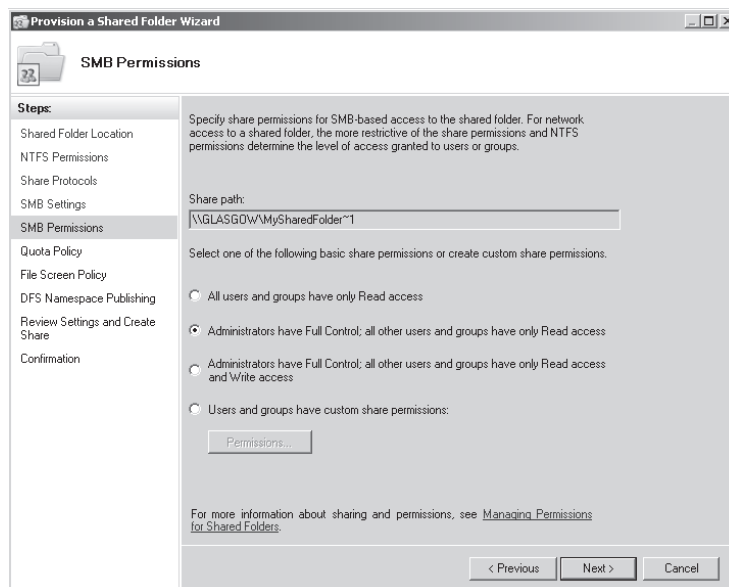 Provision a Shared Folder Wizard
SMB Permissions
Steps:
Shared Folder Location
NTFS Permissions
Share Protocols
SMB Settings
SMB Permissions
Quota Policy
File Screen Policy
DFS Namespace Publishing
Review Settings and Create
Share
Confirmation
Specify share permissions for SMB-based access to the shared folder. For network
access to a shared folder, the more restrictive of the share permissions and NTFS
permissions determine the level of access granted to users or groups.
Share path:
\\GLASGOW\MySharedFolder~1
Select one of the following basic share permissions or create custom share permissions.
All users and groups have only Read access
Administrators have Full Control; all other users and groups have only Read access
Administrators have Full Control; all other users and groups have only Read access
and Write access
Users and groups have custom share permissions:
Permissions...
For more information about sharing and permissions, see Managing Permissions
for Shared Folders.
< Previous
Next >
Cancel